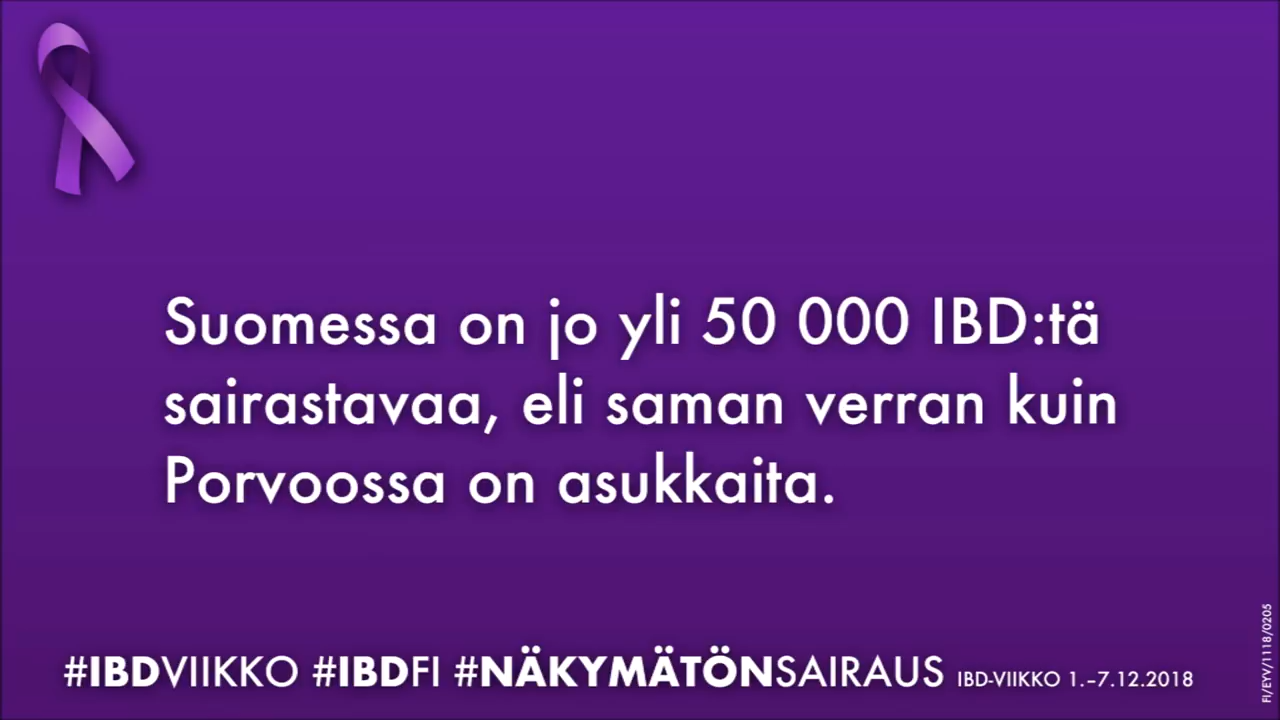 Suomessa on jo yli 50 000 IBD:tä
sairastavaa, eli saman verran kuin
Porvoossa on asukkaita.
#IBDVIIKKO #IBDFI #NÄKYMÄTÖNSAIRAUS IBD-VIIKKO 1.–7.12.2018
FI/EYV/1118/0205